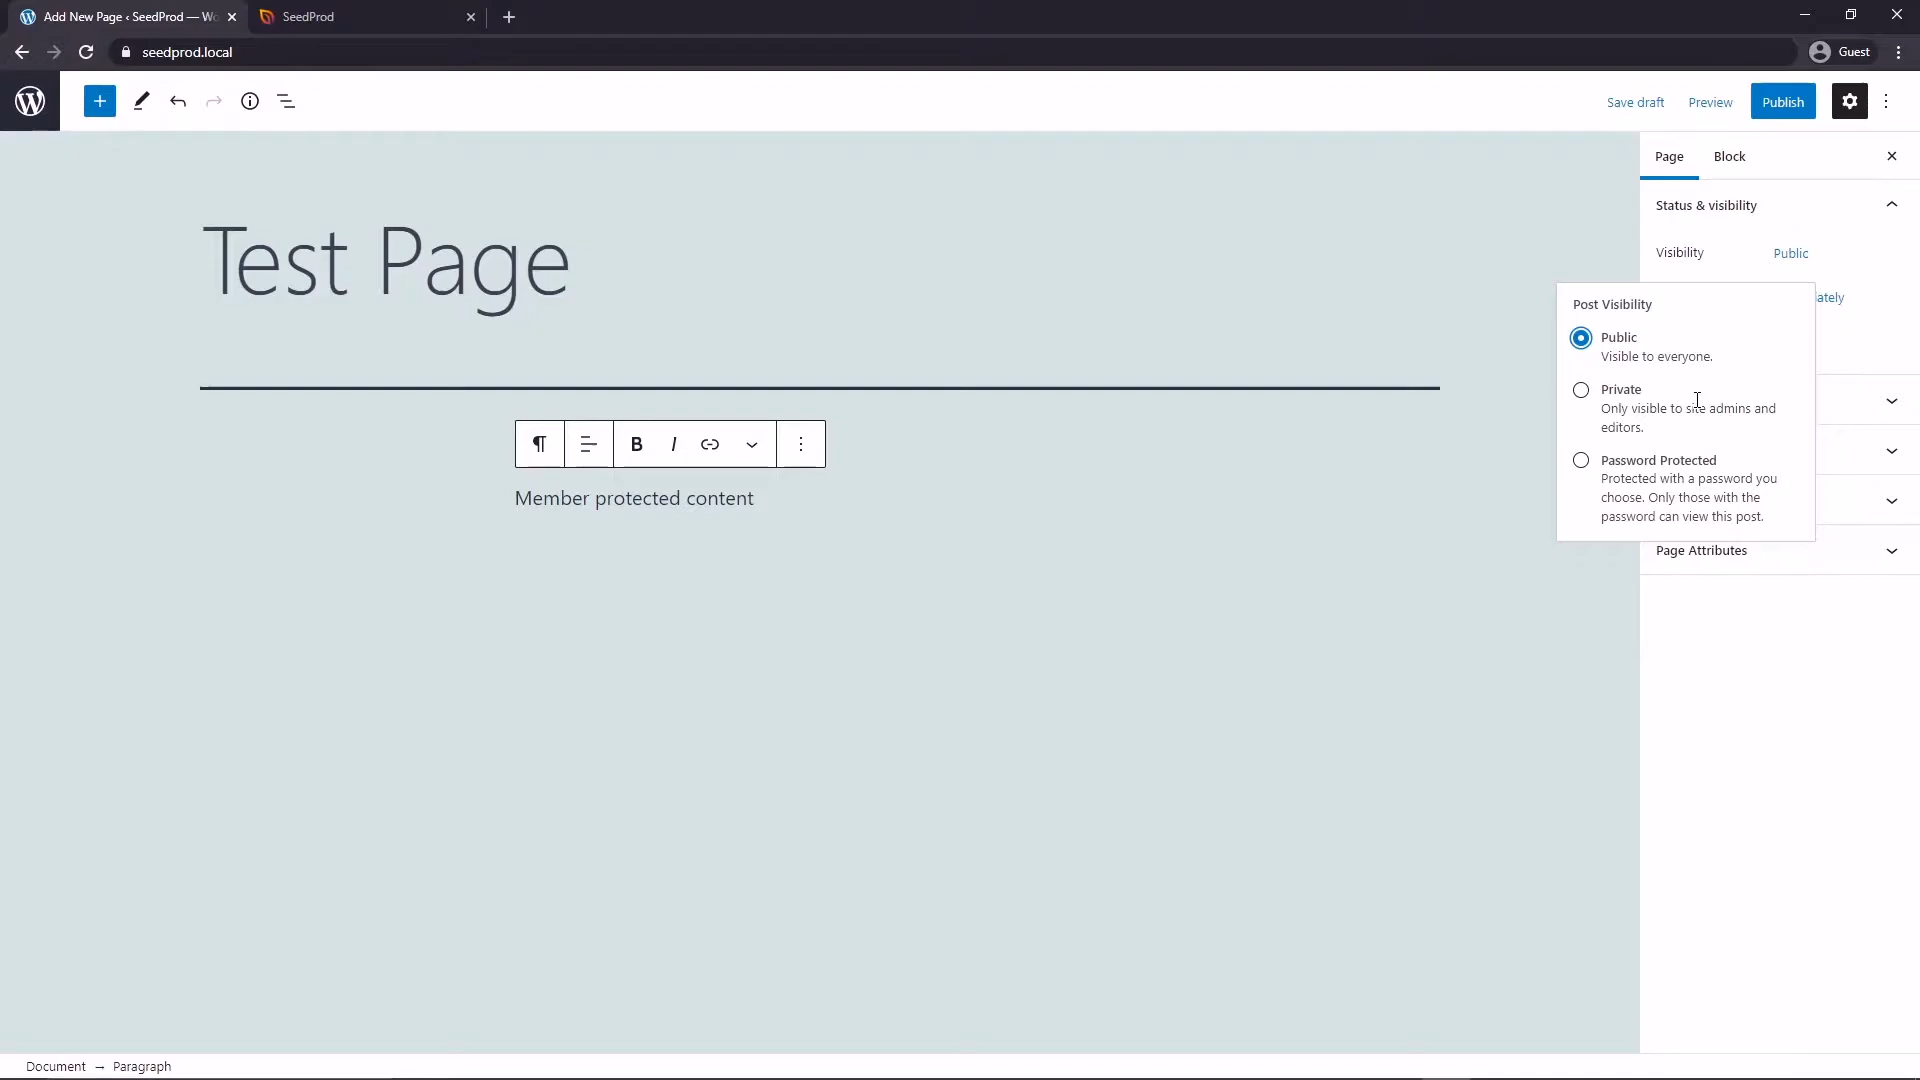 Add New Page ‹ SeedProd — Wo
SeedProd
seedprod.local
Guest
Save draft
Preview
Publish
Page
Block
Status & visibility
Visibility
Public
Test Page
Post Visibility
Public
Visible to everyone.
Private
Only visible to site admins and
editors.
Password Protected
Protected with a password you
choose. Only those with the
password can view this post.
Member protected content
Page Attributes
Document → Paragraph